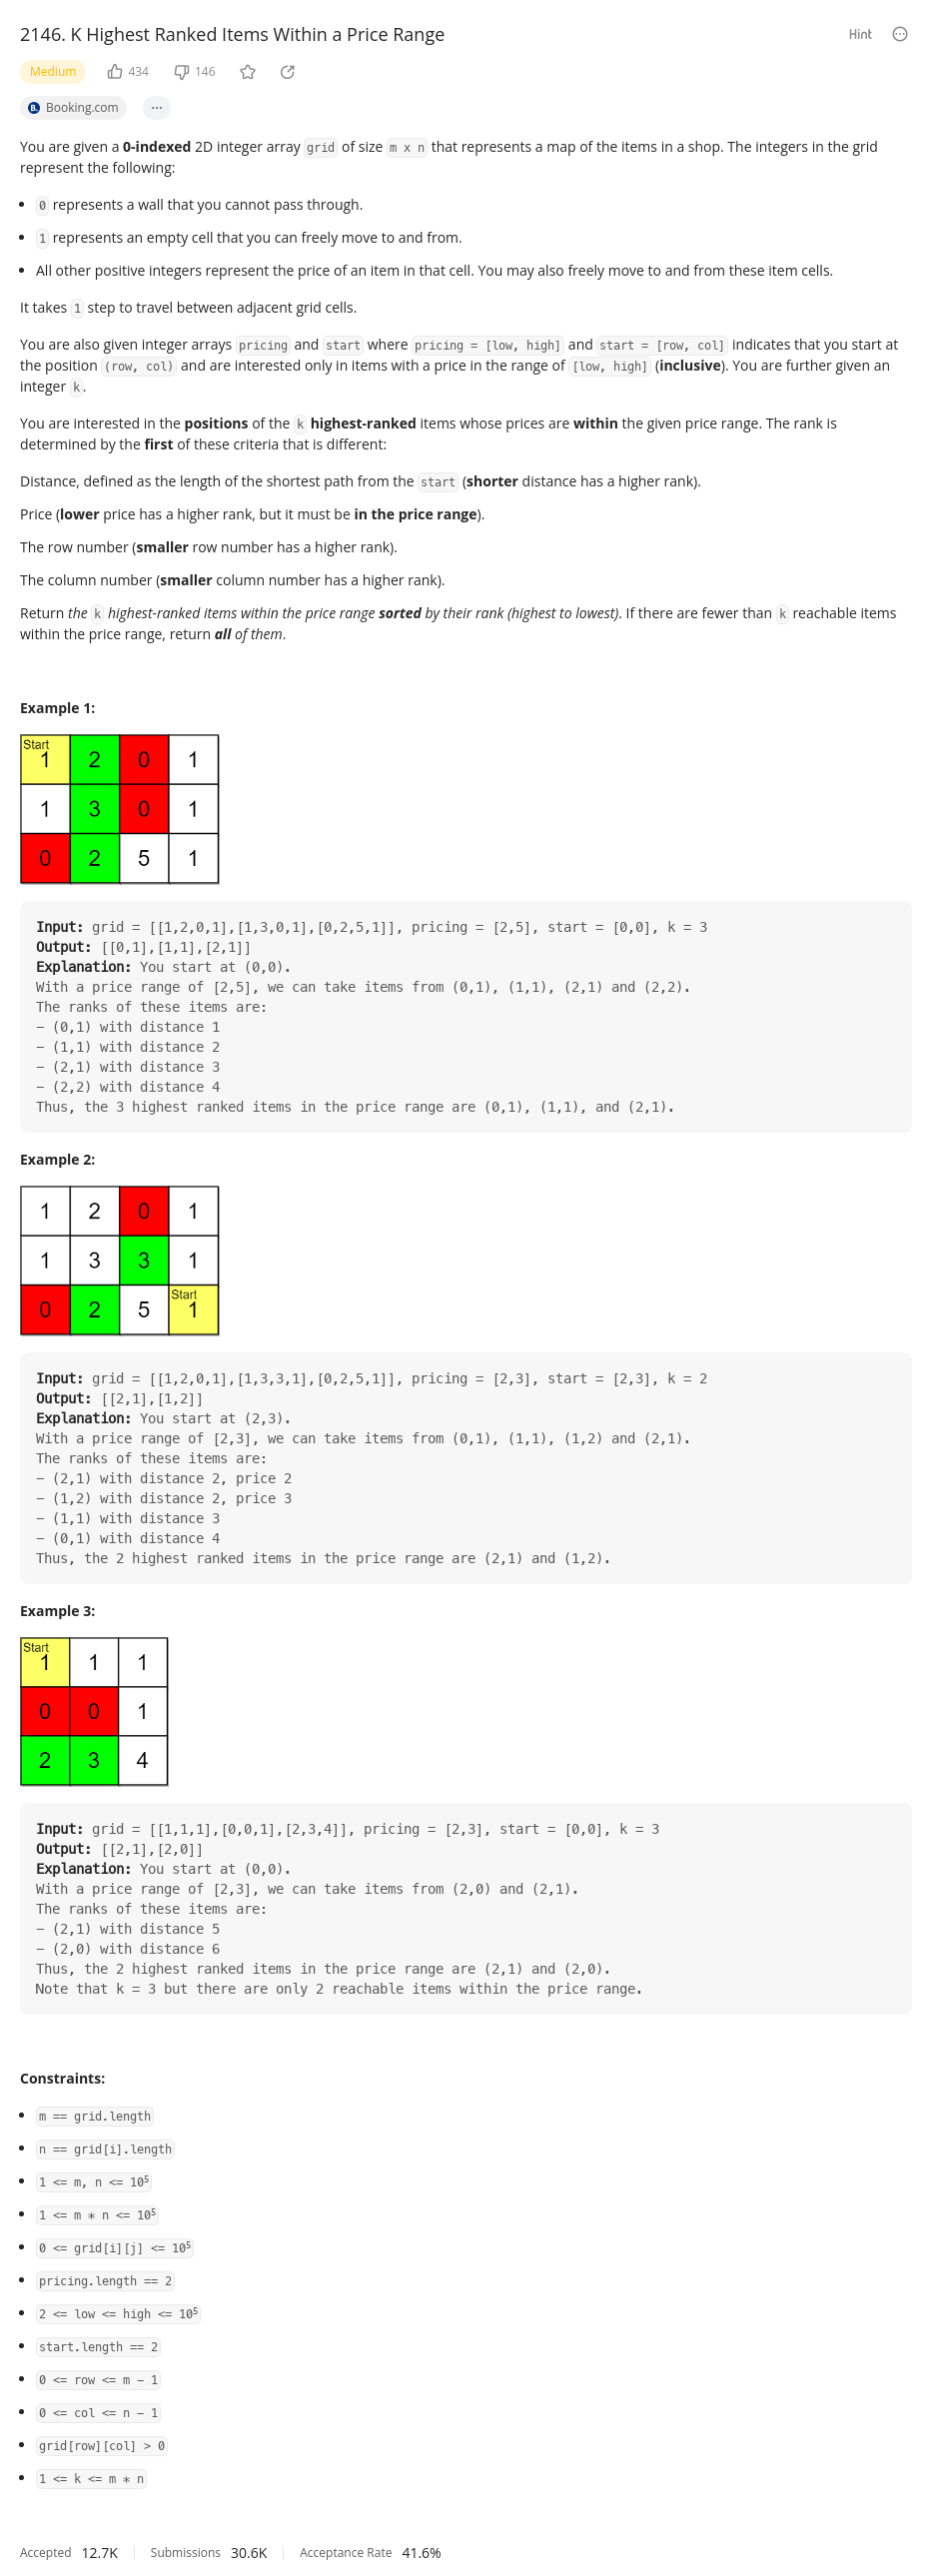 2146. K Highest Ranked Items Within a Price Range
Hint
Medium 434 146
B. Booking.com ...
You are given a 0-indexed 2D integer array grid of size m x n that represents a map of the items in a shop. The integers in the grid
represent the following:
• 0 represents a wall that you cannot pass through.
• 1 represents an empty cell that you can freely move to and from.
• All other positive integers represent the price of an item in that cell. You may also freely move to and from these item cells.
It takes 1 step to travel between adjacent grid cells.
You are also given integer arrays pricing and start where pricing = [low, high] and start = [row, col] indicates that you start at
the position (row, col) and are interested only in items with a price in the range of [low, high] (inclusive). You are further given an
integer k.
You are interested in the positions of the k highest-ranked items whose prices are within the given price range. The rank is
determined by the first of these criteria that is different:
Distance, defined as the length of the shortest path from the start (shorter distance has a higher rank).
Price (lower price has a higher rank, but it must be in the price range).
The row number (smaller row number has a higher rank).
The column number (smaller column number has a higher rank).
Return the k highest-ranked items within the price range sorted by their rank (highest to lowest). If there are fewer than k reachable items
within the price range, return all of them.
Example 1:
Start
1 2 0 1
1 3 0 1
0 2 5 1
Input: grid = [[1,2,0,1],[1,3,0,1],[0,2,5,1]], pricing = [2,5], start = [0,0], k = 3
Output: [[0,1],[1,1],[2,1]]
Explanation: You start at (0,0).
With a price range of [2,5], we can take items from (0,1), (1,1), (2,1) and (2,2).
The ranks of these items are:
- (0,1) with distance 1
- (1,1) with distance 2
- (2,1) with distance 3
- (2,2) with distance 4
Thus, the 3 highest ranked items in the price range are (0,1), (1,1), and (2,1).
Example 2:
1 2 0 1
1 3 3 1
Start
0 2 5 1
Input: grid = [[1,2,0,1],[1,3,3,1],[0,2,5,1]], pricing = [2,3], start = [2,3], k = 2
Output: [[2,1],[1,2]]
Explanation: You start at (2,3).
With a price range of [2,3], we can take items from (0,1), (1,1), (1,2) and (2,1).
The ranks of these items are:
- (2,1) with distance 2, price 2
- (1,2) with distance 2, price 3
- (1,1) with distance 3
- (0,1) with distance 4
Thus, the 2 highest ranked items in the price range are (2,1) and (1,2).
Example 3:
Start
1 1 1
0 0 1
2 3 4
Input: grid = [[1,1,1],[0,0,1],[2,3,4]], pricing = [2,3], start = [0,0], k = 3
Output: [[2,1],[2,0]]
Explanation: You start at (0,0).
With a price range of [2,3], we can take items from (2,0) and (2,1).
The ranks of these items are:
- (2,1) with distance 5
- (2,0) with distance 6
Thus, the 2 highest ranked items in the price range are (2,1) and (2,0).
Note that k = 3 but there are only 2 reachable items within the price range.
Constraints:
• m == grid.length
• n == grid[i].length
• 1 <= m, n <= 10⁵
• 1 <= m * n <= 10⁵
• 0 <= grid[i][j] <= 10⁵
• pricing.length == 2
• 2 <= low <= high <= 10⁵
• start.length == 2
• 0 <= row <= m - 1
• 0 <= col <= n - 1
• grid[row][col] > 0
• 1 <= k <= m * n
Accepted 12.7K Submissions 30.6K Acceptance Rate 41.6%